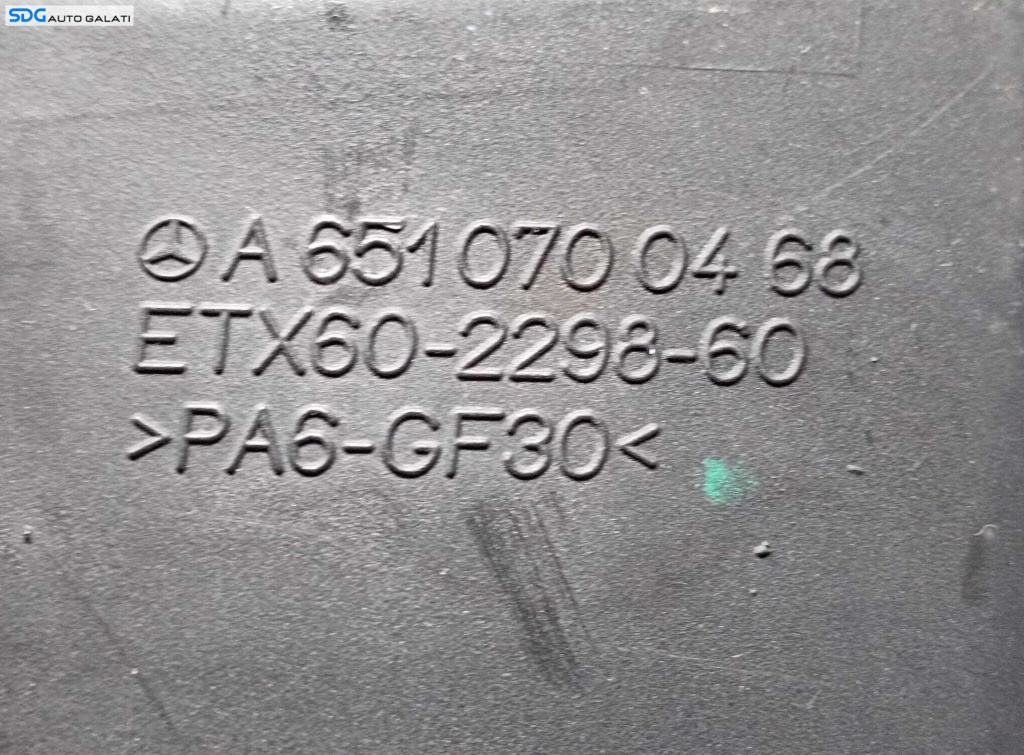 SDG AUTO GALATI
A 651 070 04 68
ETX60-2298-60
>PA6-GF30<